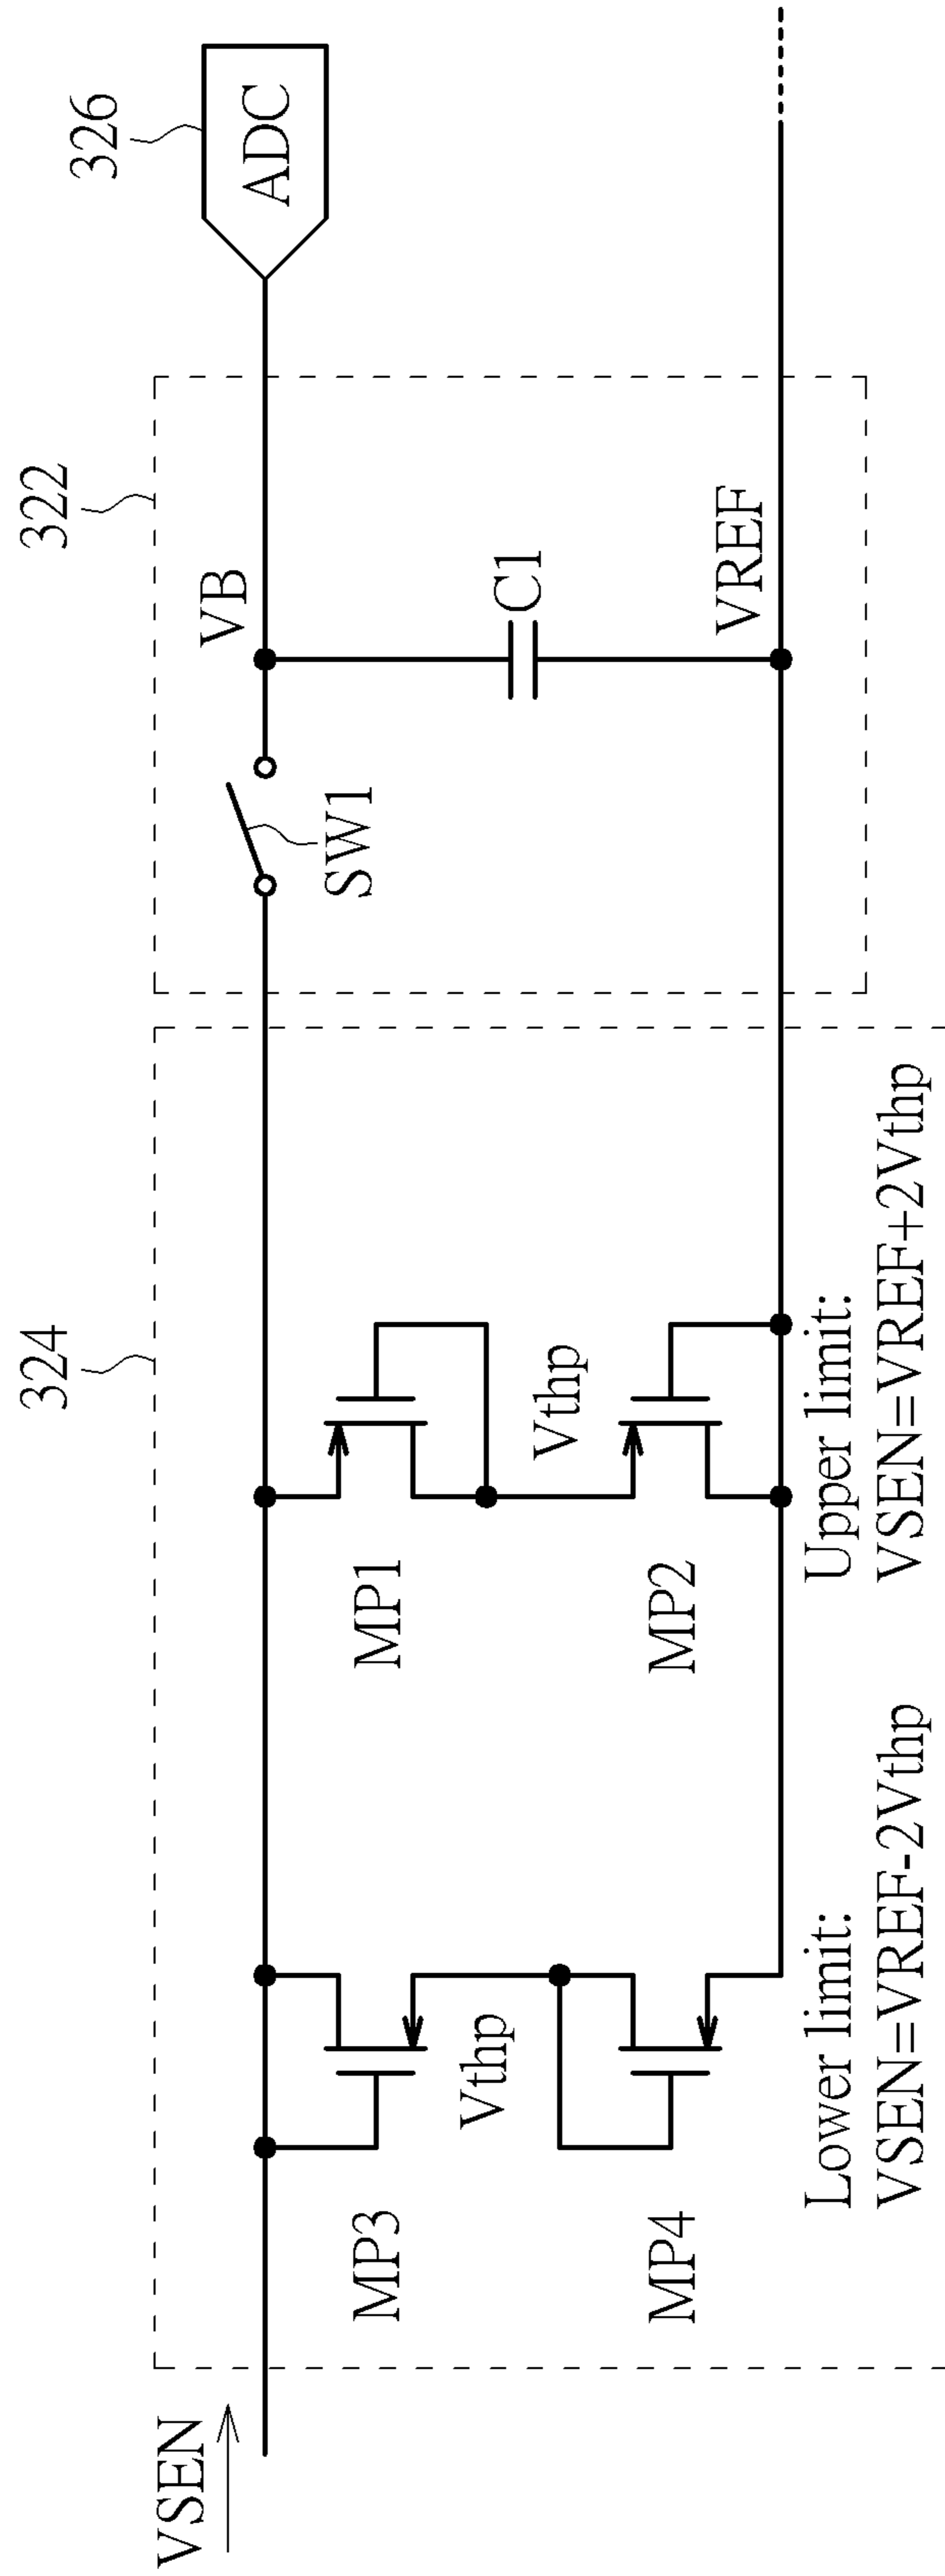 324
322
326
VSEN
VB
ADC
SW1
MP3
Vthp
MP1
Vthp
C1
MP4
MP2
VREF
Lower limit:
VSEN=VREF-2Vthp
Upper limit:
VSEN=VREF+2Vthp